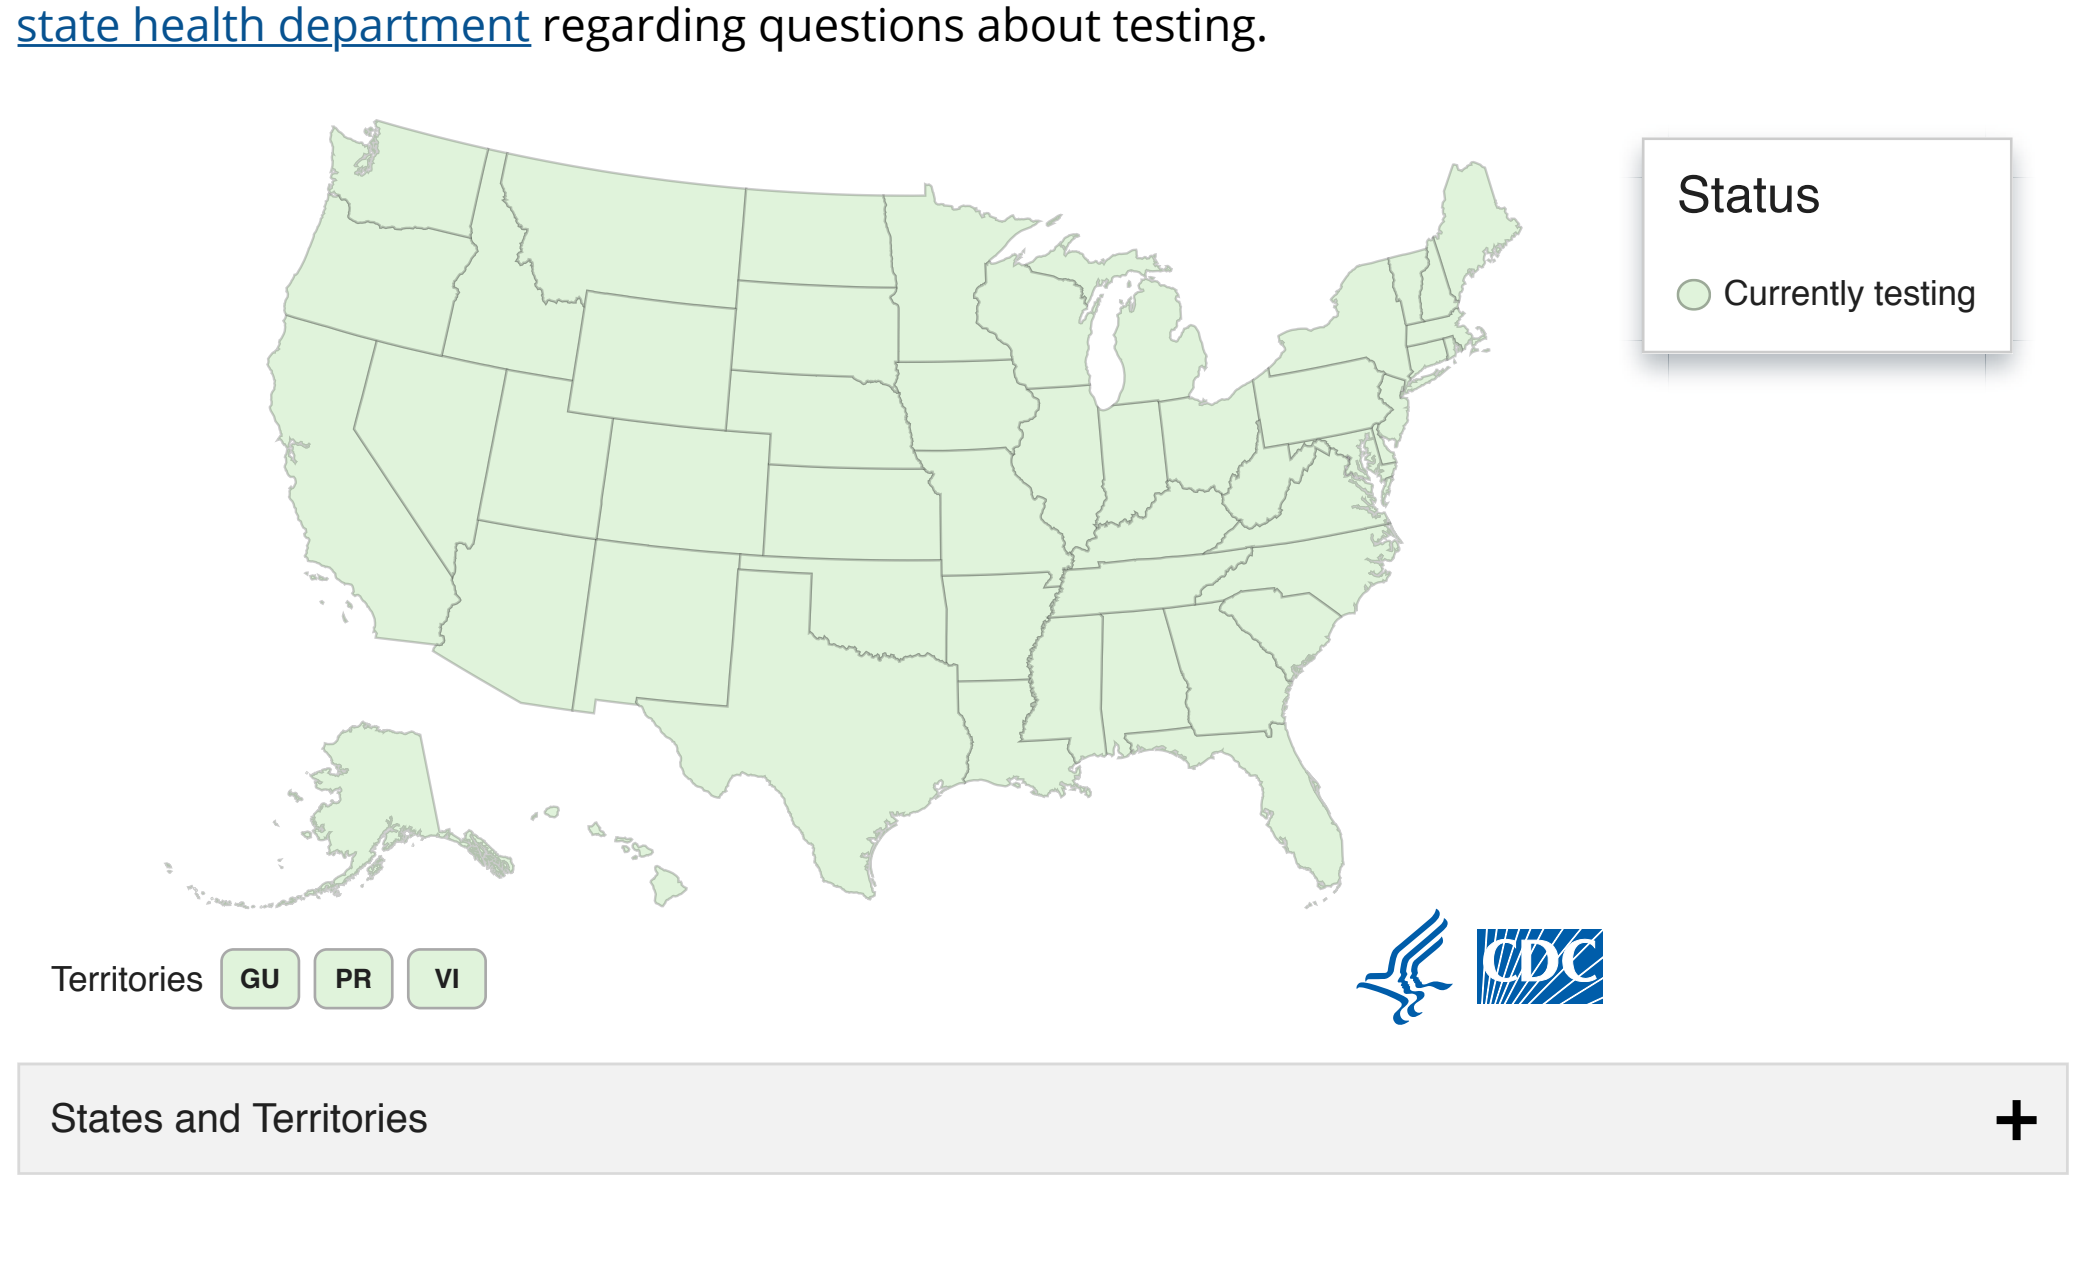 state health department regarding questions about testing.
Status
Currently testing
Territories GU PR VI
CDC
States and Territories